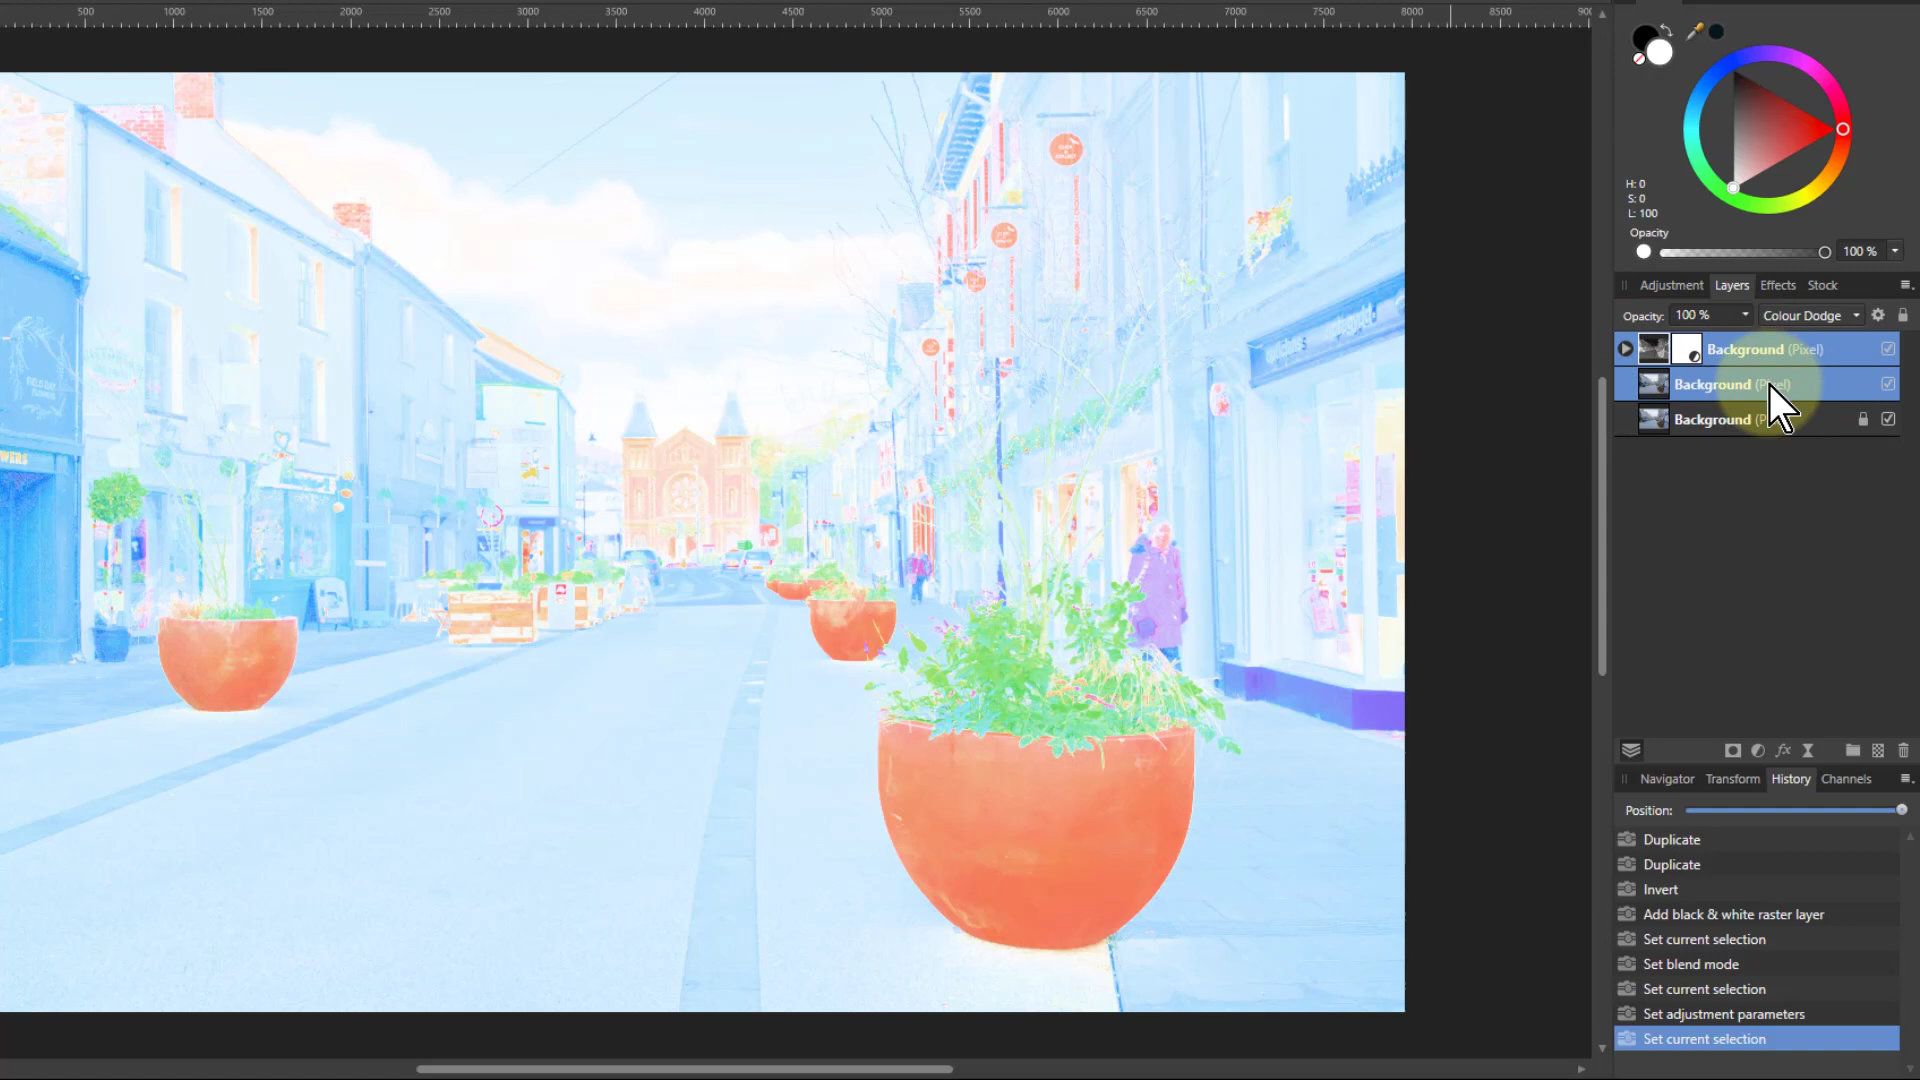 500 1000 1500 2000 2500 3000 3500 4000 4500 5000 5500 6000 6500 7000 7500 8000 8500
H: 0
S: 0
L: 100
Opacity
100 %
Adjustment Layers Effects Stock
Opacity: 100 % Colour Dodge
Background (Pixel)
Background (Pixel)
Background
Navigator Transform History Channels
Position:
Duplicate
Duplicate
Invert
Add black & white raster layer
Set current selection
Set blend mode
Set current selection
Set adjustment parameters
Set current selection
FIELD DAY